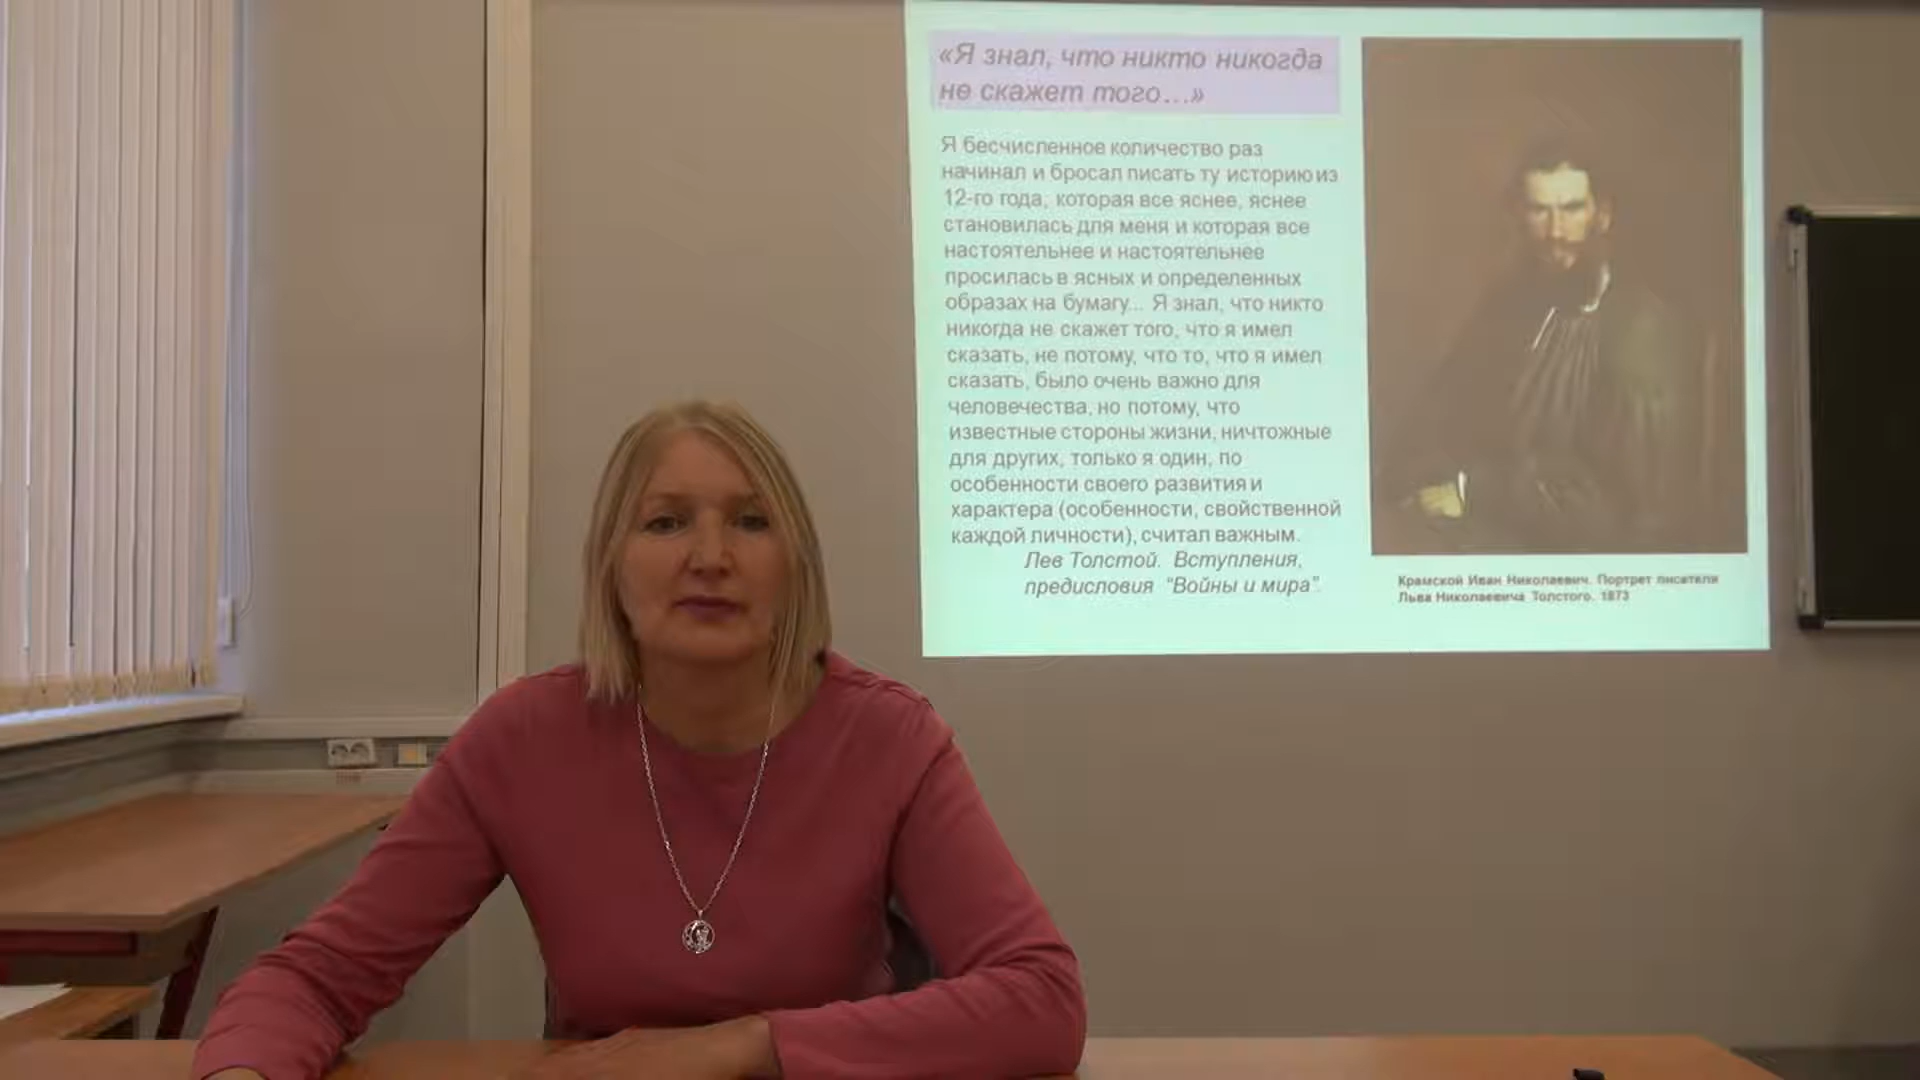 «Я знал, что никто никогда
не скажет того...»
Я бесчисленное количество раз
начинал и бросал писать ту историю из
12-го года, которая все яснее, яснее
становилась для меня и которая все
настоятельнее и настоятельнее
просилась в ясных и определенных
образах на бумагу... Я знал, что никто
никогда не скажет того, что я имел
сказать, не потому, что то, что я имел
сказать, было очень важно для
человечества, но потому, что
известные стороны жизни, ничтожные
для других, только я один, по
особенности своего развития и
характера (особенности, свойственной
каждой личности), считал важным.
Лев Толстой. Вступления,
предисловия "Войны и мира".
Крамской Иван Николаевич. Портрет писателя
Льва Николаевича Толстого. 1873